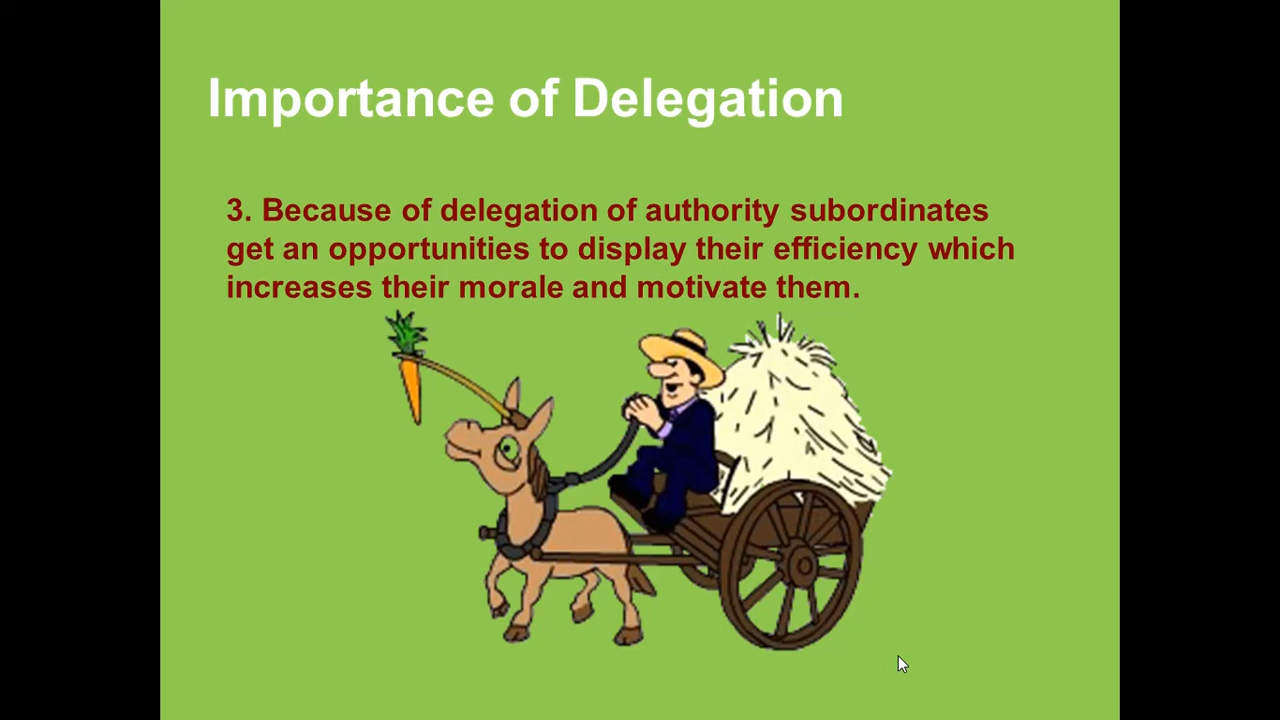 Importance of Delegation
3. Because of delegation of authority subordinates
get an opportunities to display their efficiency which
increases their morale and motivate them.